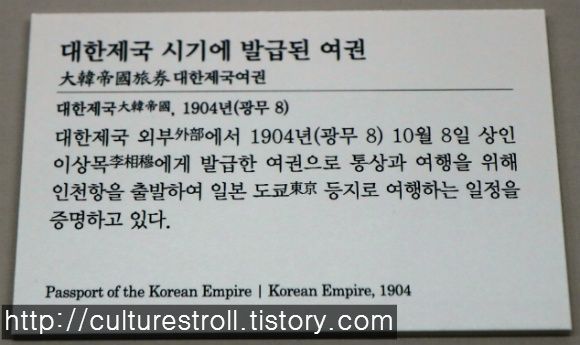 대한제국 시기에 발급된 여권
大韓帝國旅券 대한제국여권
대한제국大韓帝國, 1904년(광무 8)
대한제국 외부外部에서 1904년(광무 8) 10월 8일 상인
이상목李相穆에게 발급한 여권으로 통상과 여행을 위해
인천항을 출발하여 일본 도쿄東京 등지로 여행하는 일정을
증명하고 있다.
Passport of the Korean Empire | Korean Empire, 1904
http://culturestroll.tistory.com